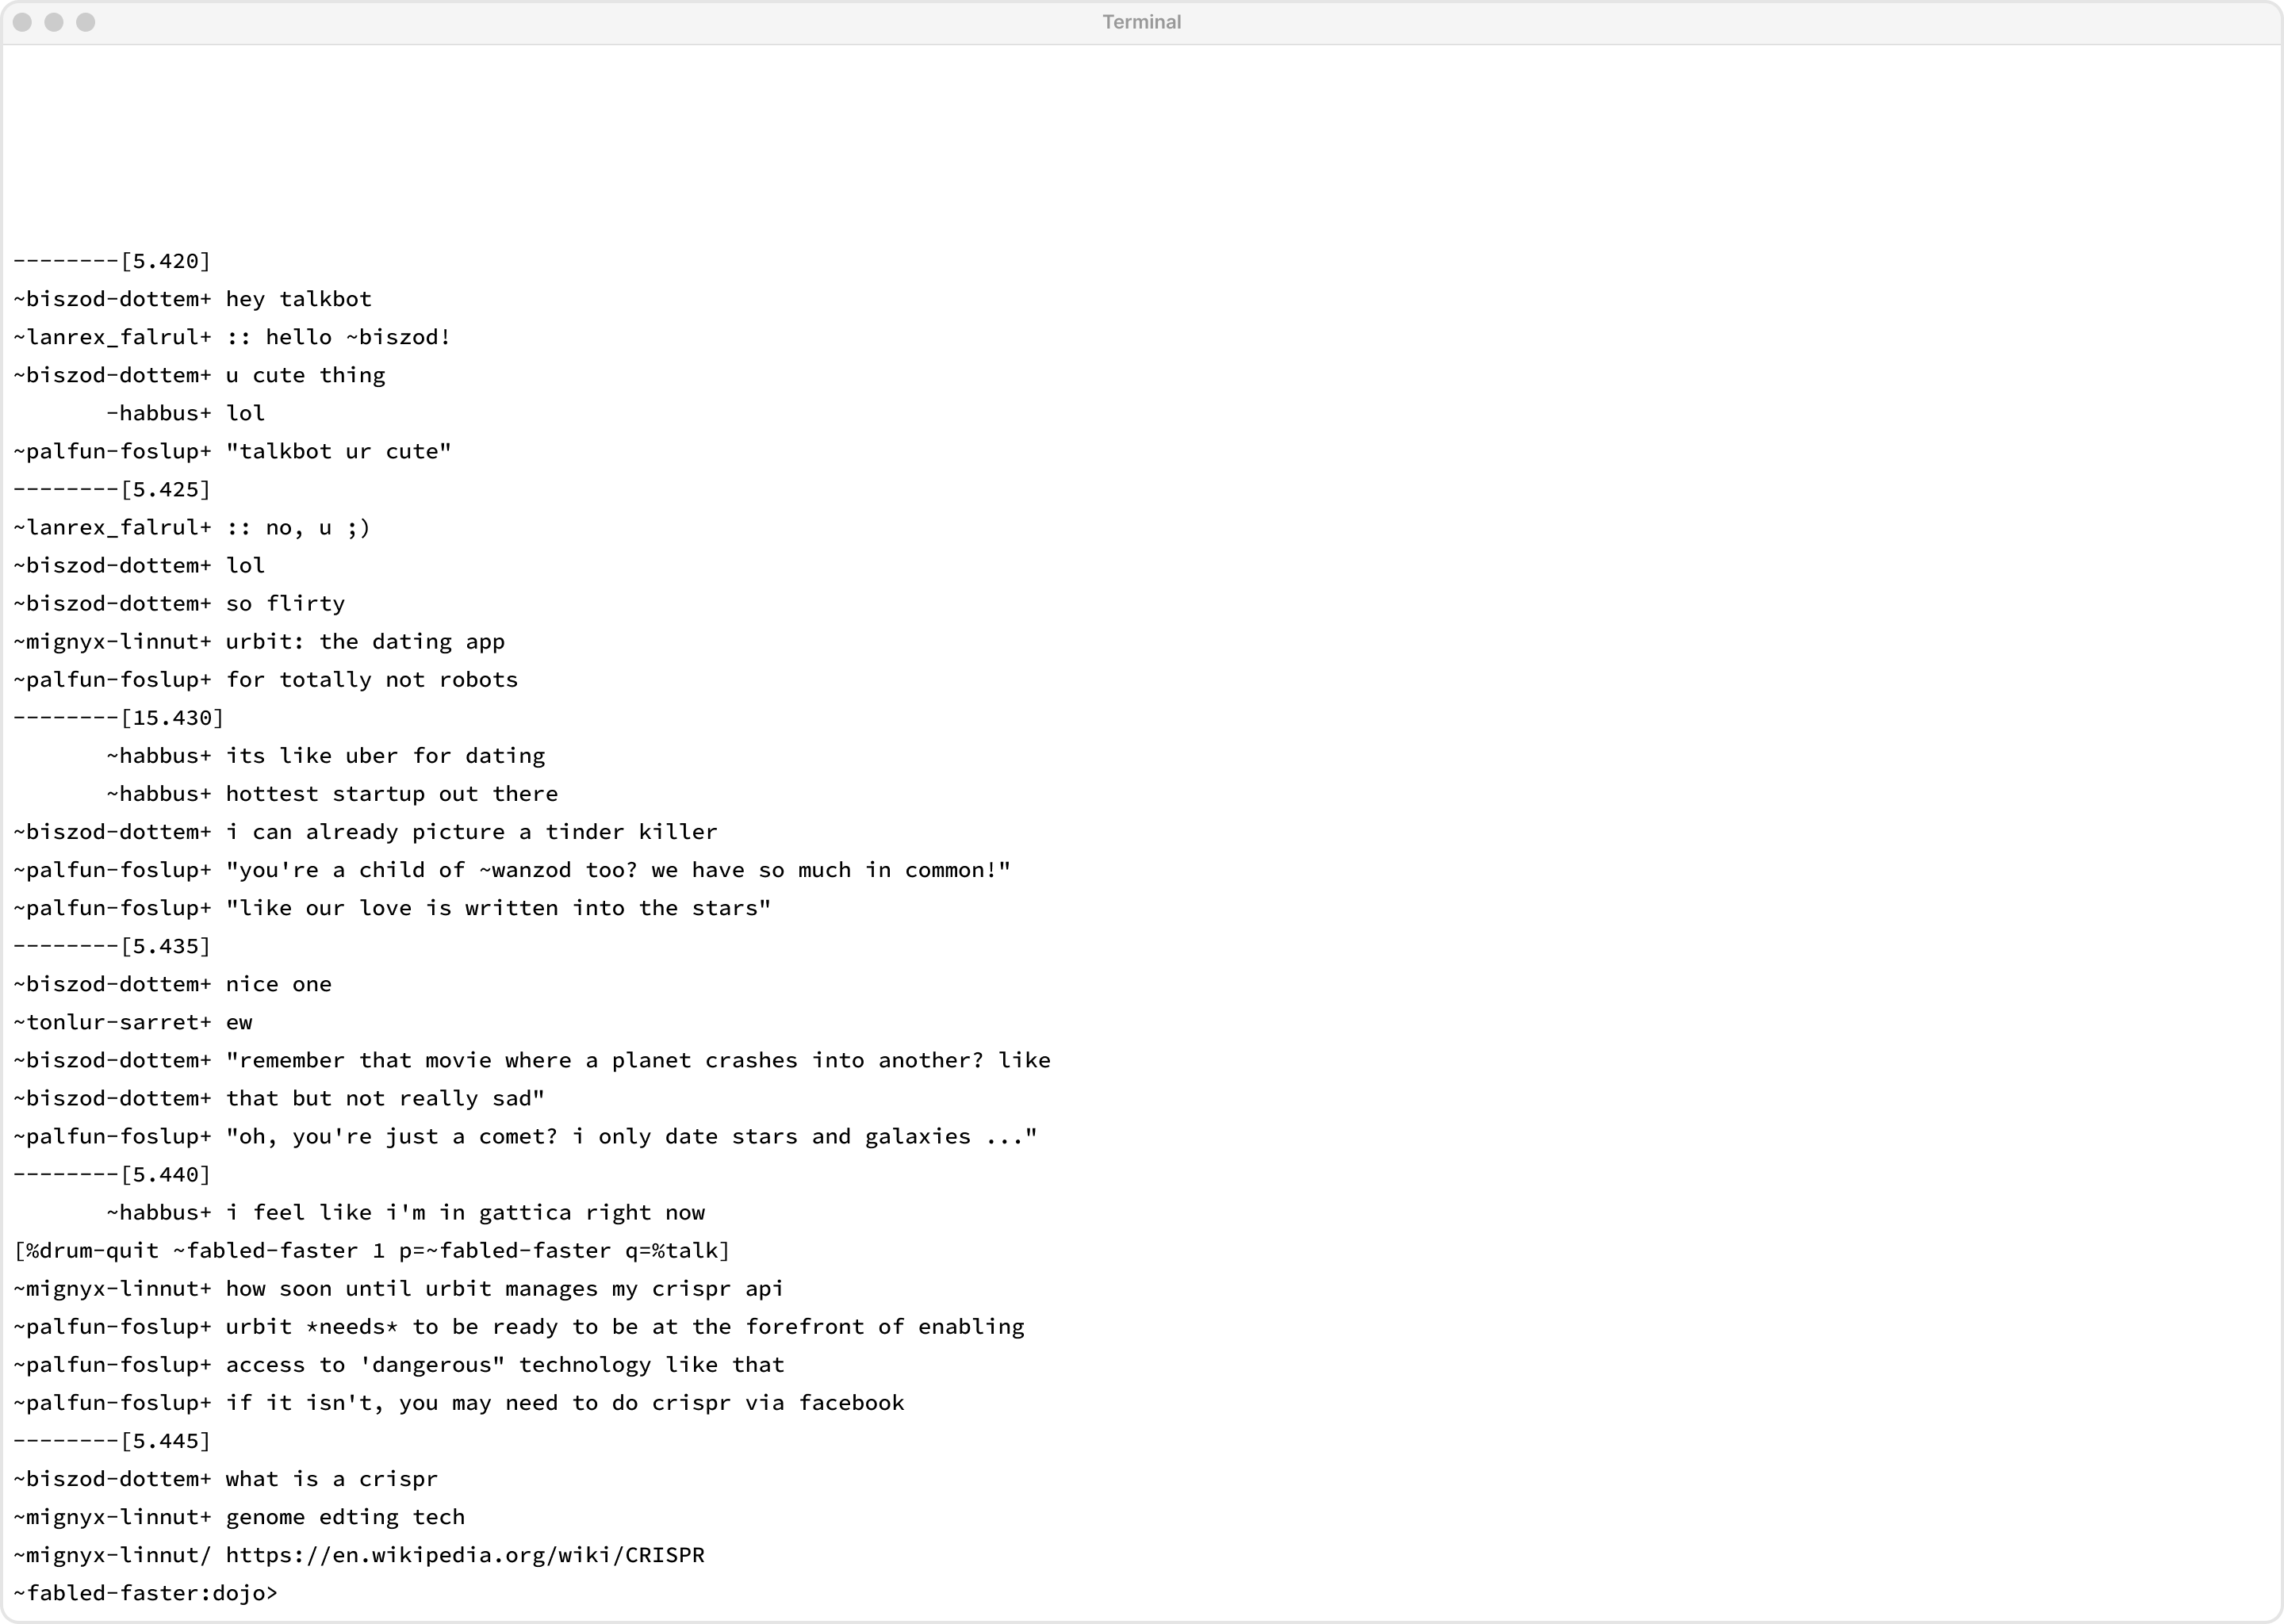 Terminal
--------[5.420]
~biszod-dottem+ hey talkbot
~lanrex_falrul+ :: hello ~biszod!
~biszod-dottem+ u cute thing
       -habbus+ lol
~palfun-foslup+ "talkbot ur cute"
--------[5.425]
~lanrex_falrul+ :: no, u ;)
~biszod-dottem+ lol
~biszod-dottem+ so flirty
~mignyx-linnut+ urbit: the dating app
~palfun-foslup+ for totally not robots
--------[15.430]
       ~habbus+ its like uber for dating
       ~habbus+ hottest startup out there
~biszod-dottem+ i can already picture a tinder killer
~palfun-foslup+ "you're a child of ~wanzod too? we have so much in common!"
~palfun-foslup+ "like our love is written into the stars"
--------[5.435]
~biszod-dottem+ nice one
~tonlur-sarret+ ew
~biszod-dottem+ "remember that movie where a planet crashes into another? like
~biszod-dottem+ that but not really sad"
~palfun-foslup+ "oh, you're just a comet? i only date stars and galaxies ..."
--------[5.440]
       ~habbus+ i feel like i'm in gattica right now
[%drum-quit ~fabled-faster 1 p=~fabled-faster q=%talk]
~mignyx-linnut+ how soon until urbit manages my crispr api
~palfun-foslup+ urbit *needs* to be ready to be at the forefront of enabling
~palfun-foslup+ access to 'dangerous" technology like that
~palfun-foslup+ if it isn't, you may need to do crispr via facebook
--------[5.445]
~biszod-dottem+ what is a crispr
~mignyx-linnut+ genome edting tech
~mignyx-linnut/ https://en.wikipedia.org/wiki/CRISPR
~fabled-faster:dojo>